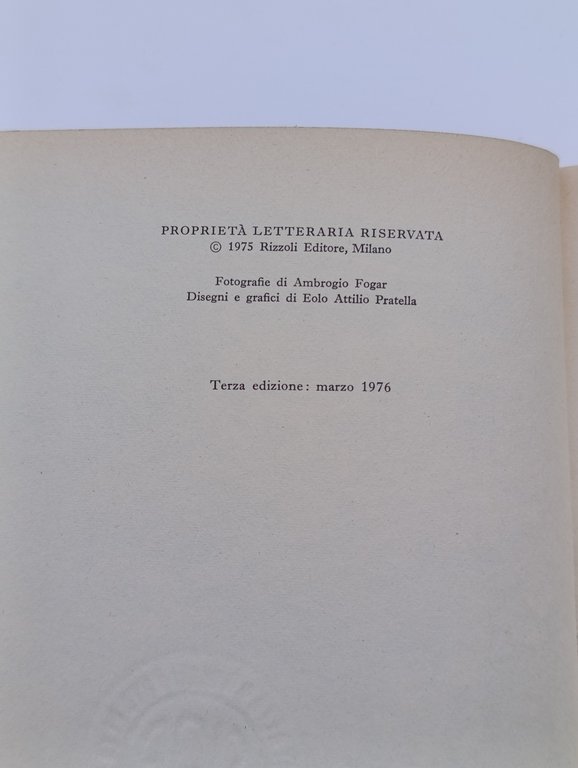 PROPRIETÀ LETTERARIA RISERVATA
© 1975 Rizzoli Editore, Milano
Fotografie di Ambrogio Fogar
Disegni e grafici di Eolo Attilio Pratella
Terza edizione: marzo 1976